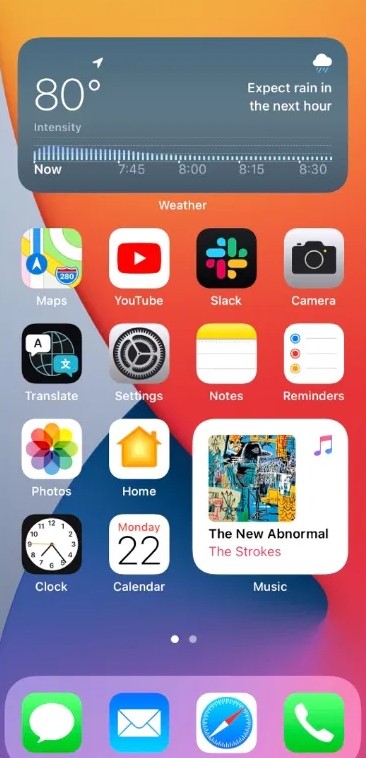 80°
Expect rain in
the next hour
Intensity
Now 7:45 8:00 8:15 8:30
Weather
280
Maps YouTube Slack Camera
A 文
Translate Settings Notes Reminders
Photos Home
The New Abnormal
The Strokes
Monday
22
Clock Calendar Music